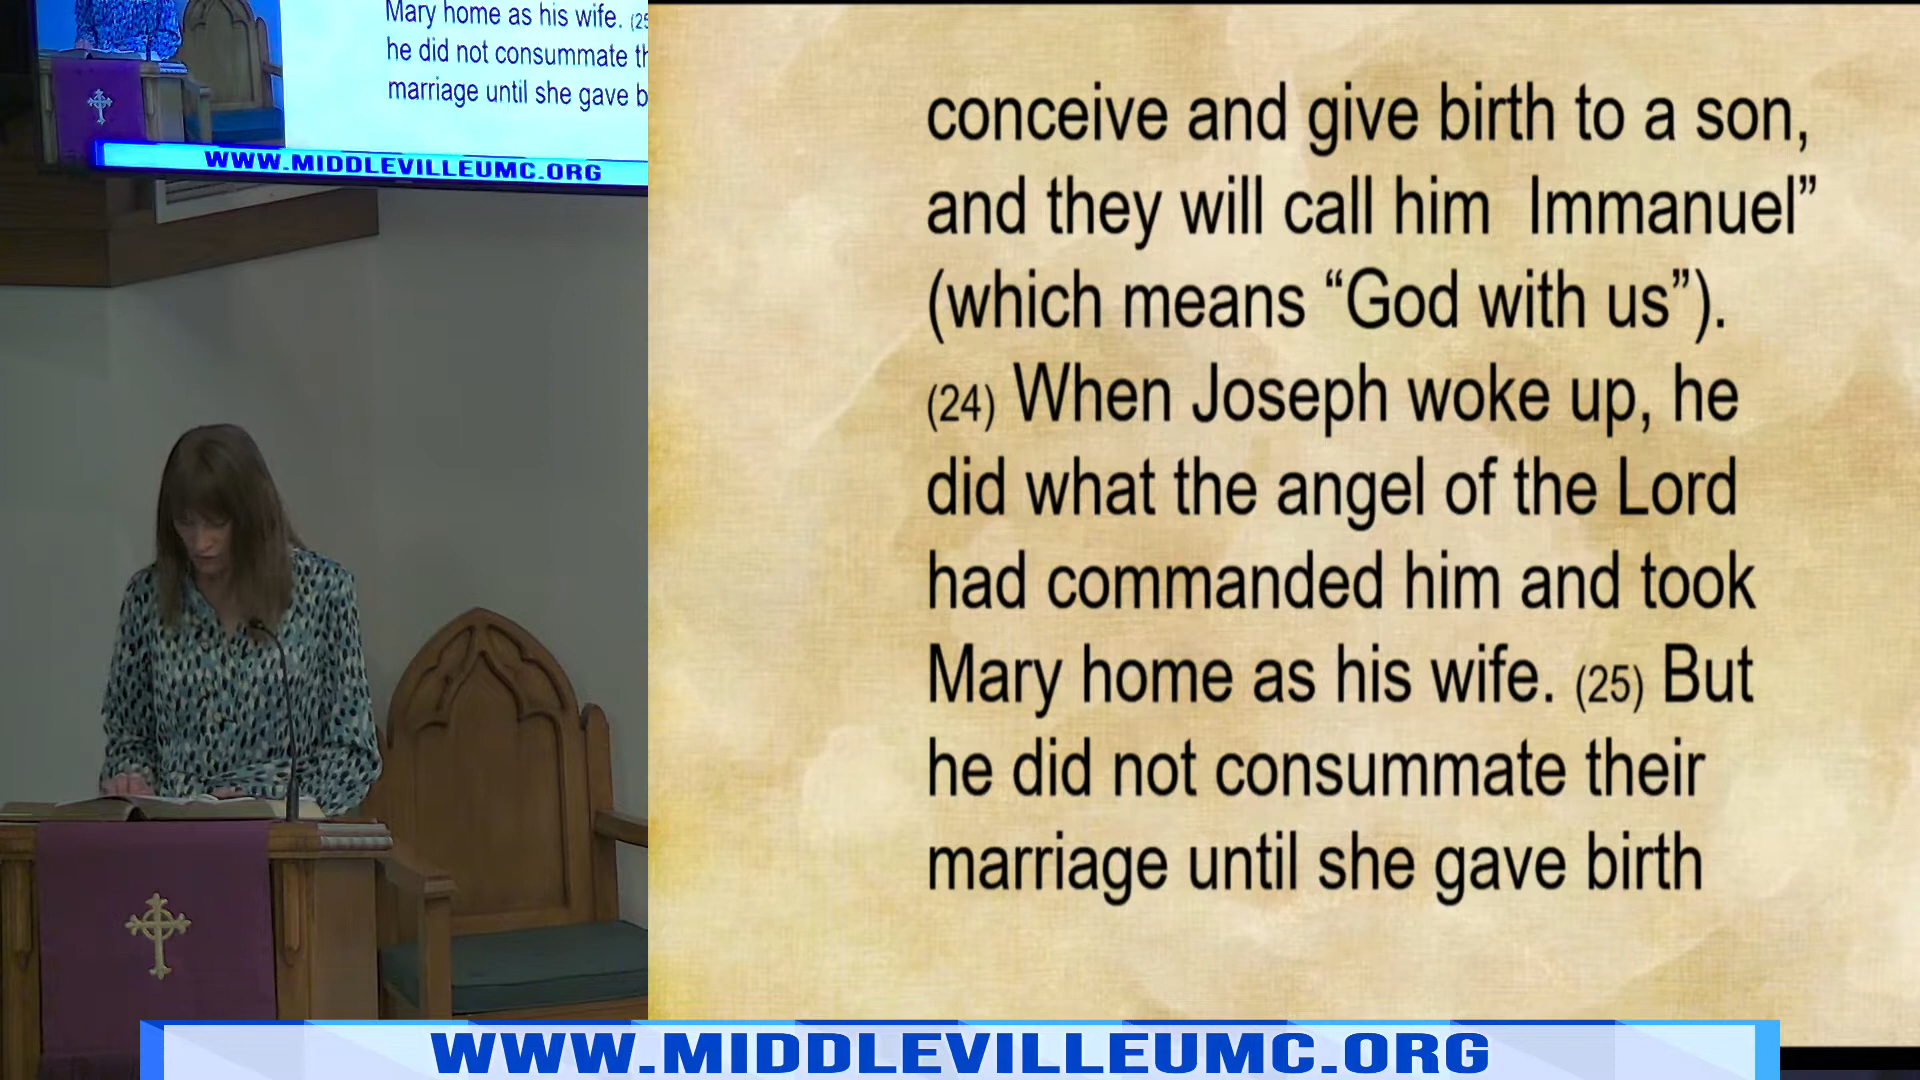 Mary home as his wife. (25
he did not consummate th
marriage until she gave b
WWW.MIDDLEVILLEUMC.ORG
conceive and give birth to a son,
and they will call him  Immanuel”
(which means “God with us”).
(24) When Joseph woke up, he
did what the angel of the Lord
had commanded him and took
Mary home as his wife. (25) But
he did not consummate their
marriage until she gave birth
WWW.MIDDLEVILLEUMC.ORG